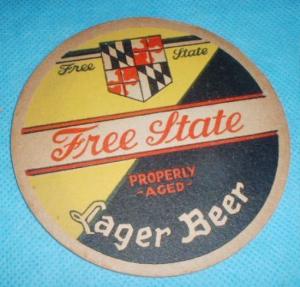 Free State
Free State
PROPERLY
-AGED-
Lager Beer